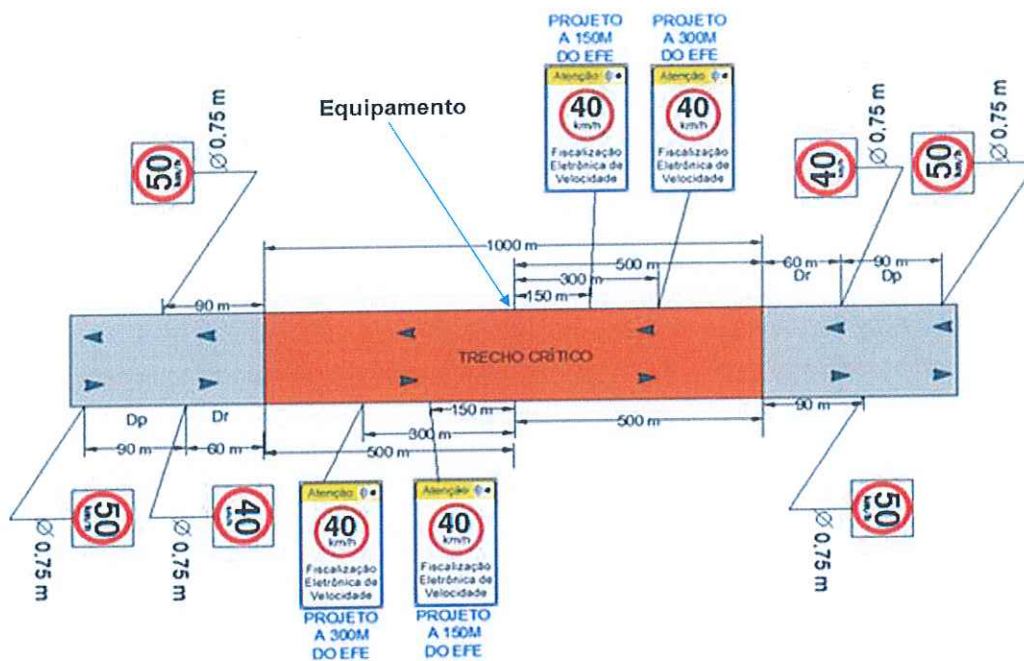 PROJETO
A 150M
DO EFE
PROJETO
A 300M
DO EFE
Atenção
40
km/h
Fiscalização
Eletrônica de
Velocidade
Atenção
40
km/h
Fiscalização
Eletrônica de
Velocidade
Equipamento
50
km/h
Ø 0,75 m
40
km/h
Ø 0,75 m
50
km/h
Ø 0,75 m
1000 m
500 m
300 m
150 m
60 m
Dr
90 m
Dp
90 m
TRECHO CRÍTICO
Dp
Dr
90 m
60 m
150 m
300 m
500 m
500 m
90 m
50
km/h
Ø 0,75 m
40
km/h
Ø 0,75 m
Atenção
40
km/h
Fiscalização
Eletrônica de
Velocidade
PROJETO
A 300M
DO EFE
Atenção
40
km/h
Fiscalização
Eletrônica de
Velocidade
PROJETO
A 150M
DO EFE
50
km/h
Ø 0,75 m